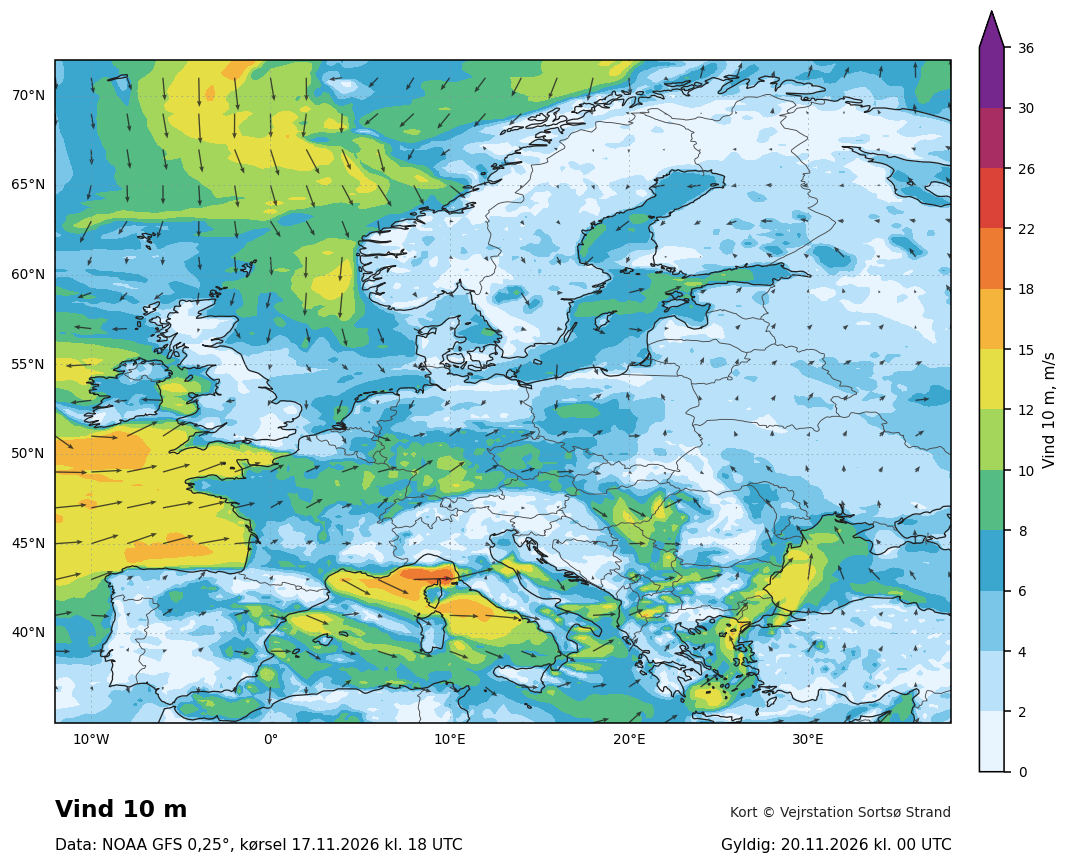 70°N
65°N
60°N
55°N
50°N
45°N
40°N
10°W
0°
10°E
20°E
30°E
36
30
26
22
18
15
12
10
8
6
4
2
0
Vind 10 m, m/s
Vind 10 m
Kort © Vejrstation Sortsø Strand
Data: NOAA GFS 0,25°, kørsel 17.11.2026 kl. 18 UTC
Gyldig: 20.11.2026 kl. 00 UTC